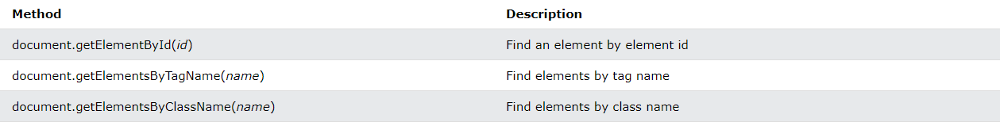 Method Description
document.getElementById(id) Find an element by element id
document.getElementsByTagName(name) Find elements by tag name
document.getElementsByClassName(name) Find elements by class name